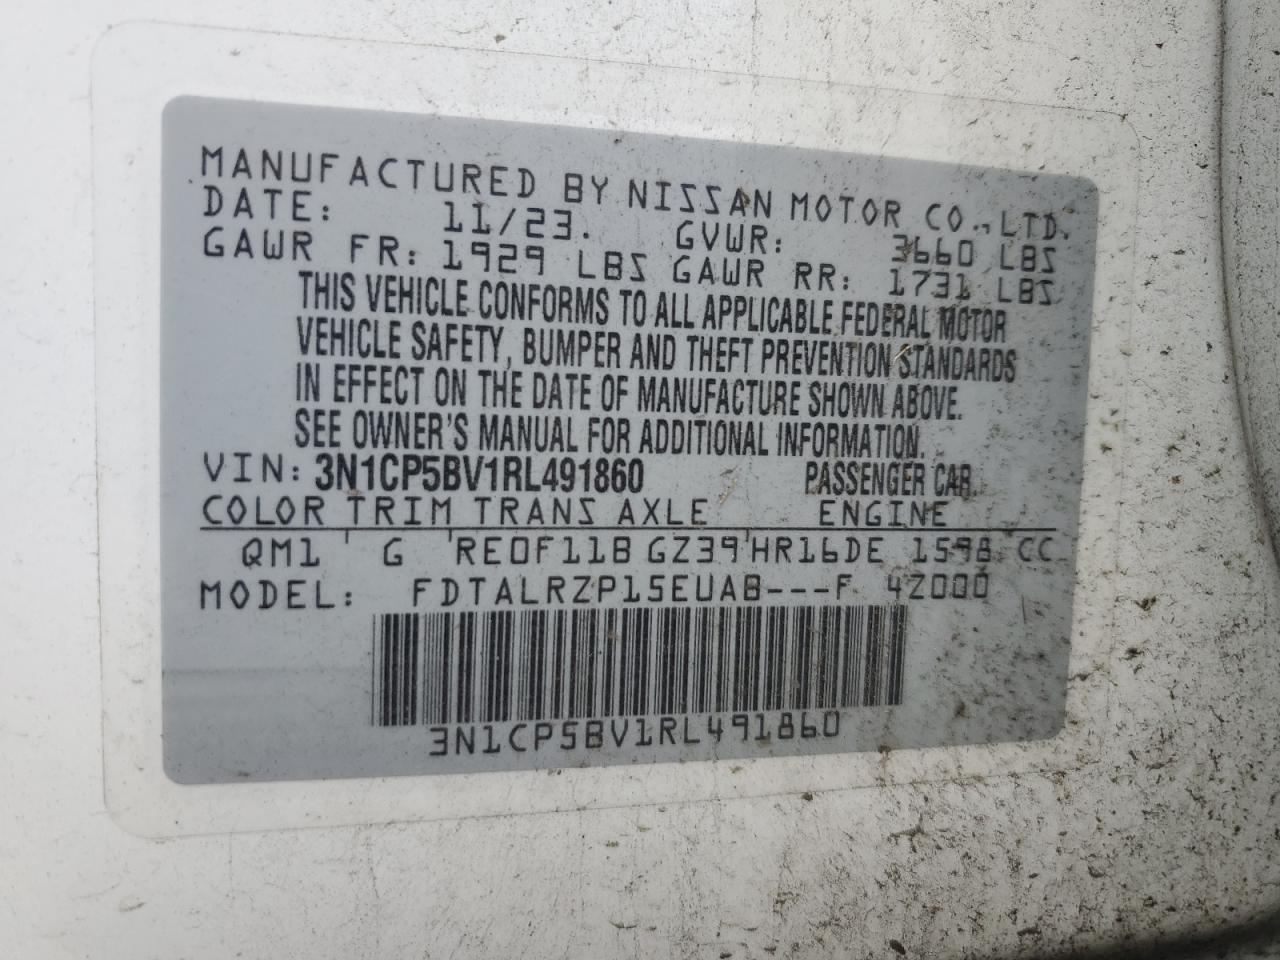 MANUFACTURED BY NISSAN MOTOR CO., LTD.
DATE: 11/23. GVWR: 3660 LBS
GAWR FR: 1929 LBS GAWR RR: 1731 LBS
THIS VEHICLE CONFORMS TO ALL APPLICABLE FEDERAL MOTOR
VEHICLE SAFETY, BUMPER AND THEFT PREVENTION STANDARDS
IN EFFECT ON THE DATE OF MANUFACTURE SHOWN ABOVE.
SEE OWNER'S MANUAL FOR ADDITIONAL INFORMATION.
VIN: 3N1CP5BV1RL491860 PASSENGER CAR
COLOR TRIM TRANS AXLE ENGINE
QM1 ' G ' RE0F11B GZ39'HR16DE 1598 CC
MODEL: FDTALRZP15EUAB---F 4Z000
3N1CP5BV1RL491860